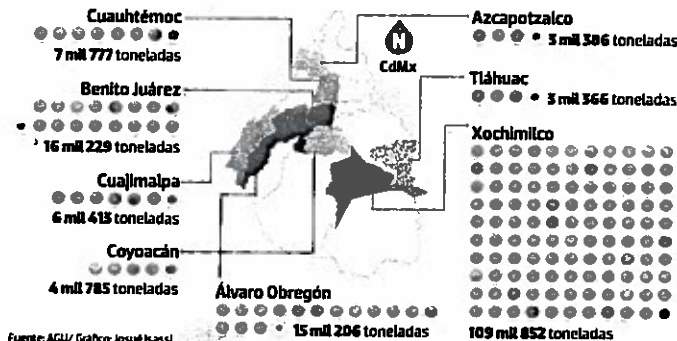 Cuauhtémoc
7 mil 777 toneladas
Benito Juárez
16 mil 229 toneladas
Cuajimalpa
6 mil 413 toneladas
Coyoacán
4 mil 785 toneladas
Álvaro Obregón
15 mil 206 toneladas
N
CdMx
Azcapotzalco
3 mil 386 toneladas
Tláhuac
3 mil 366 toneladas
Xochimilco
109 mil 852 toneladas
Fuente: AGU/ Gráfico: Josué Isassi